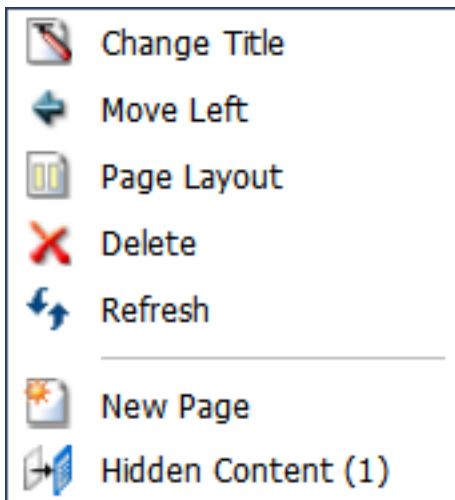 Change Title
Move Left
Page Layout
Delete
Refresh
New Page
Hidden Content (1)